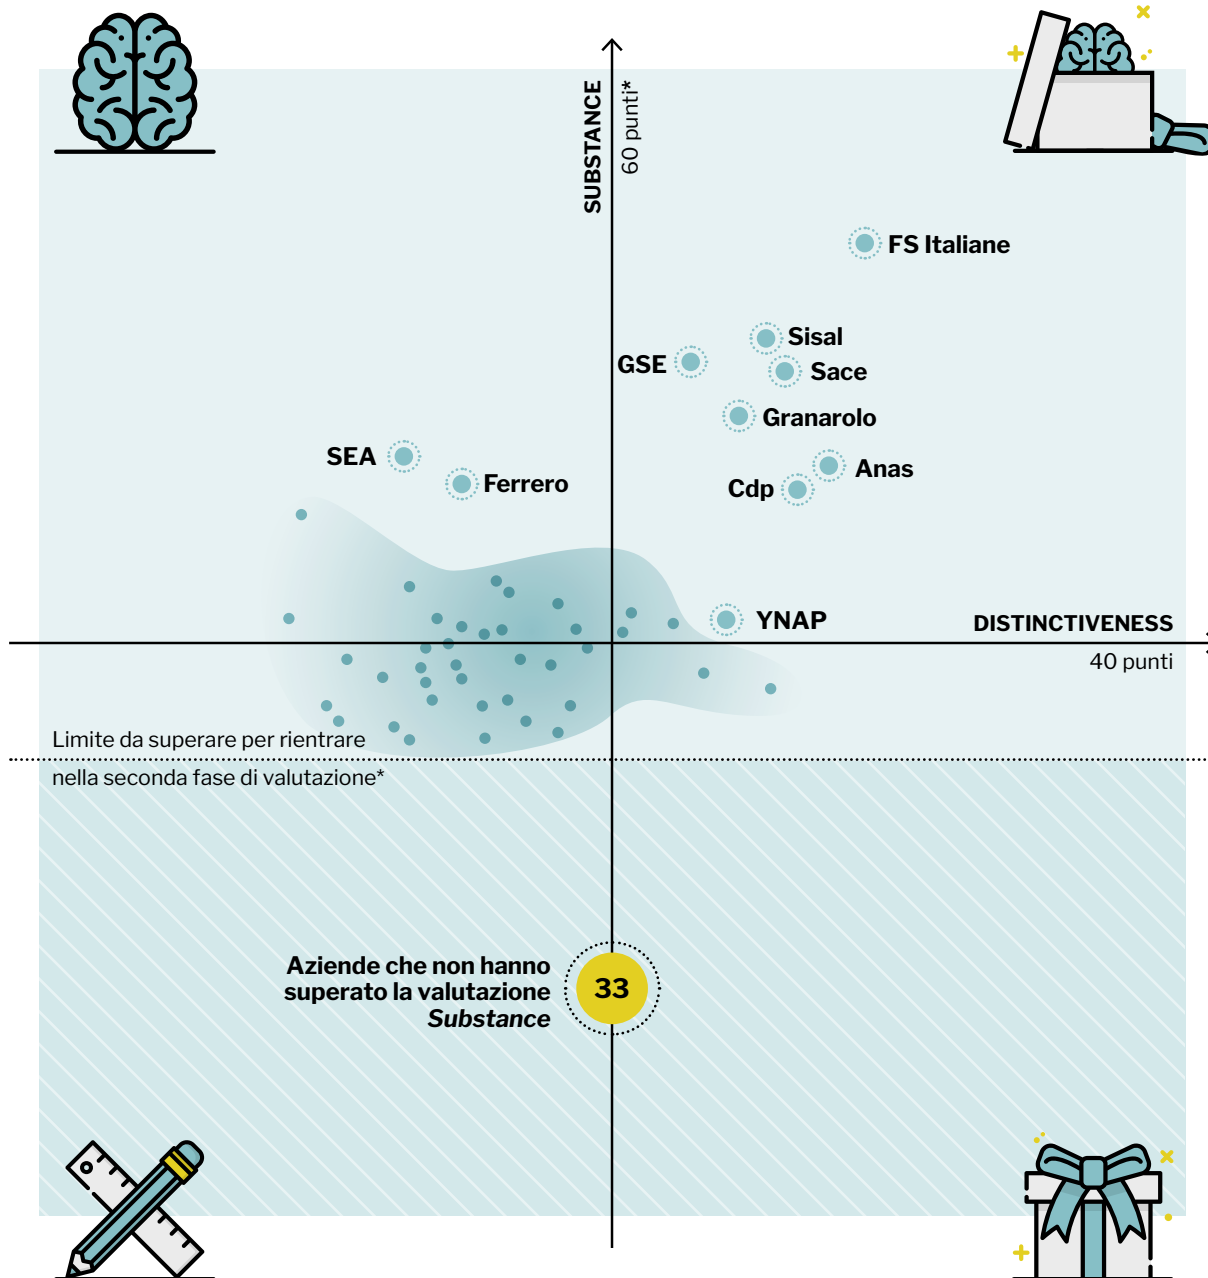 SUBSTANCE
60 punti*
FS Italiane
Sisal
GSE
Sace
Granarolo
SEA
Anas
Ferrero
Cdp
YNAP
DISTINCTIVENESS
40 punti
Limite da superare per rientrare
nella seconda fase di valutazione*
Aziende che non hanno
superato la valutazione
Substance
33